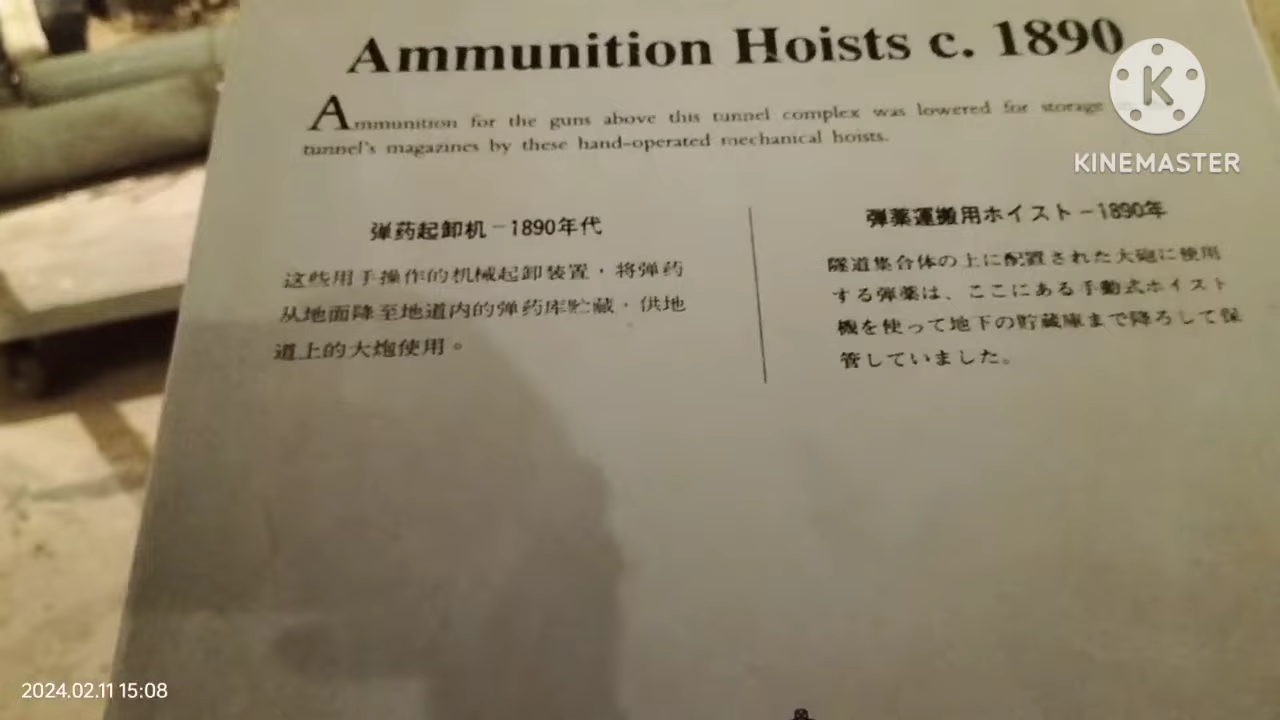 Ammunition Hoists c. 1890
Ammunition for the guns above this tunnel complex was lowered for storage
tunnel's magazines by these hand-operated mechanical hoists.
弹药起卸机－1890年代
这些用手操作的机械起卸装置，将弹药
从地面降至地道内的弹药库贮藏，供地
道上的大炮使用。
弾薬運搬用ホイスト－1890年
隧道集合体の上に配置された大砲に使用
する弾薬は、ここにある手動式ホイスト
機を使って地下の貯蔵庫まで降ろして保
管していました。
K
KINEMASTER
2024.02.11 15:08